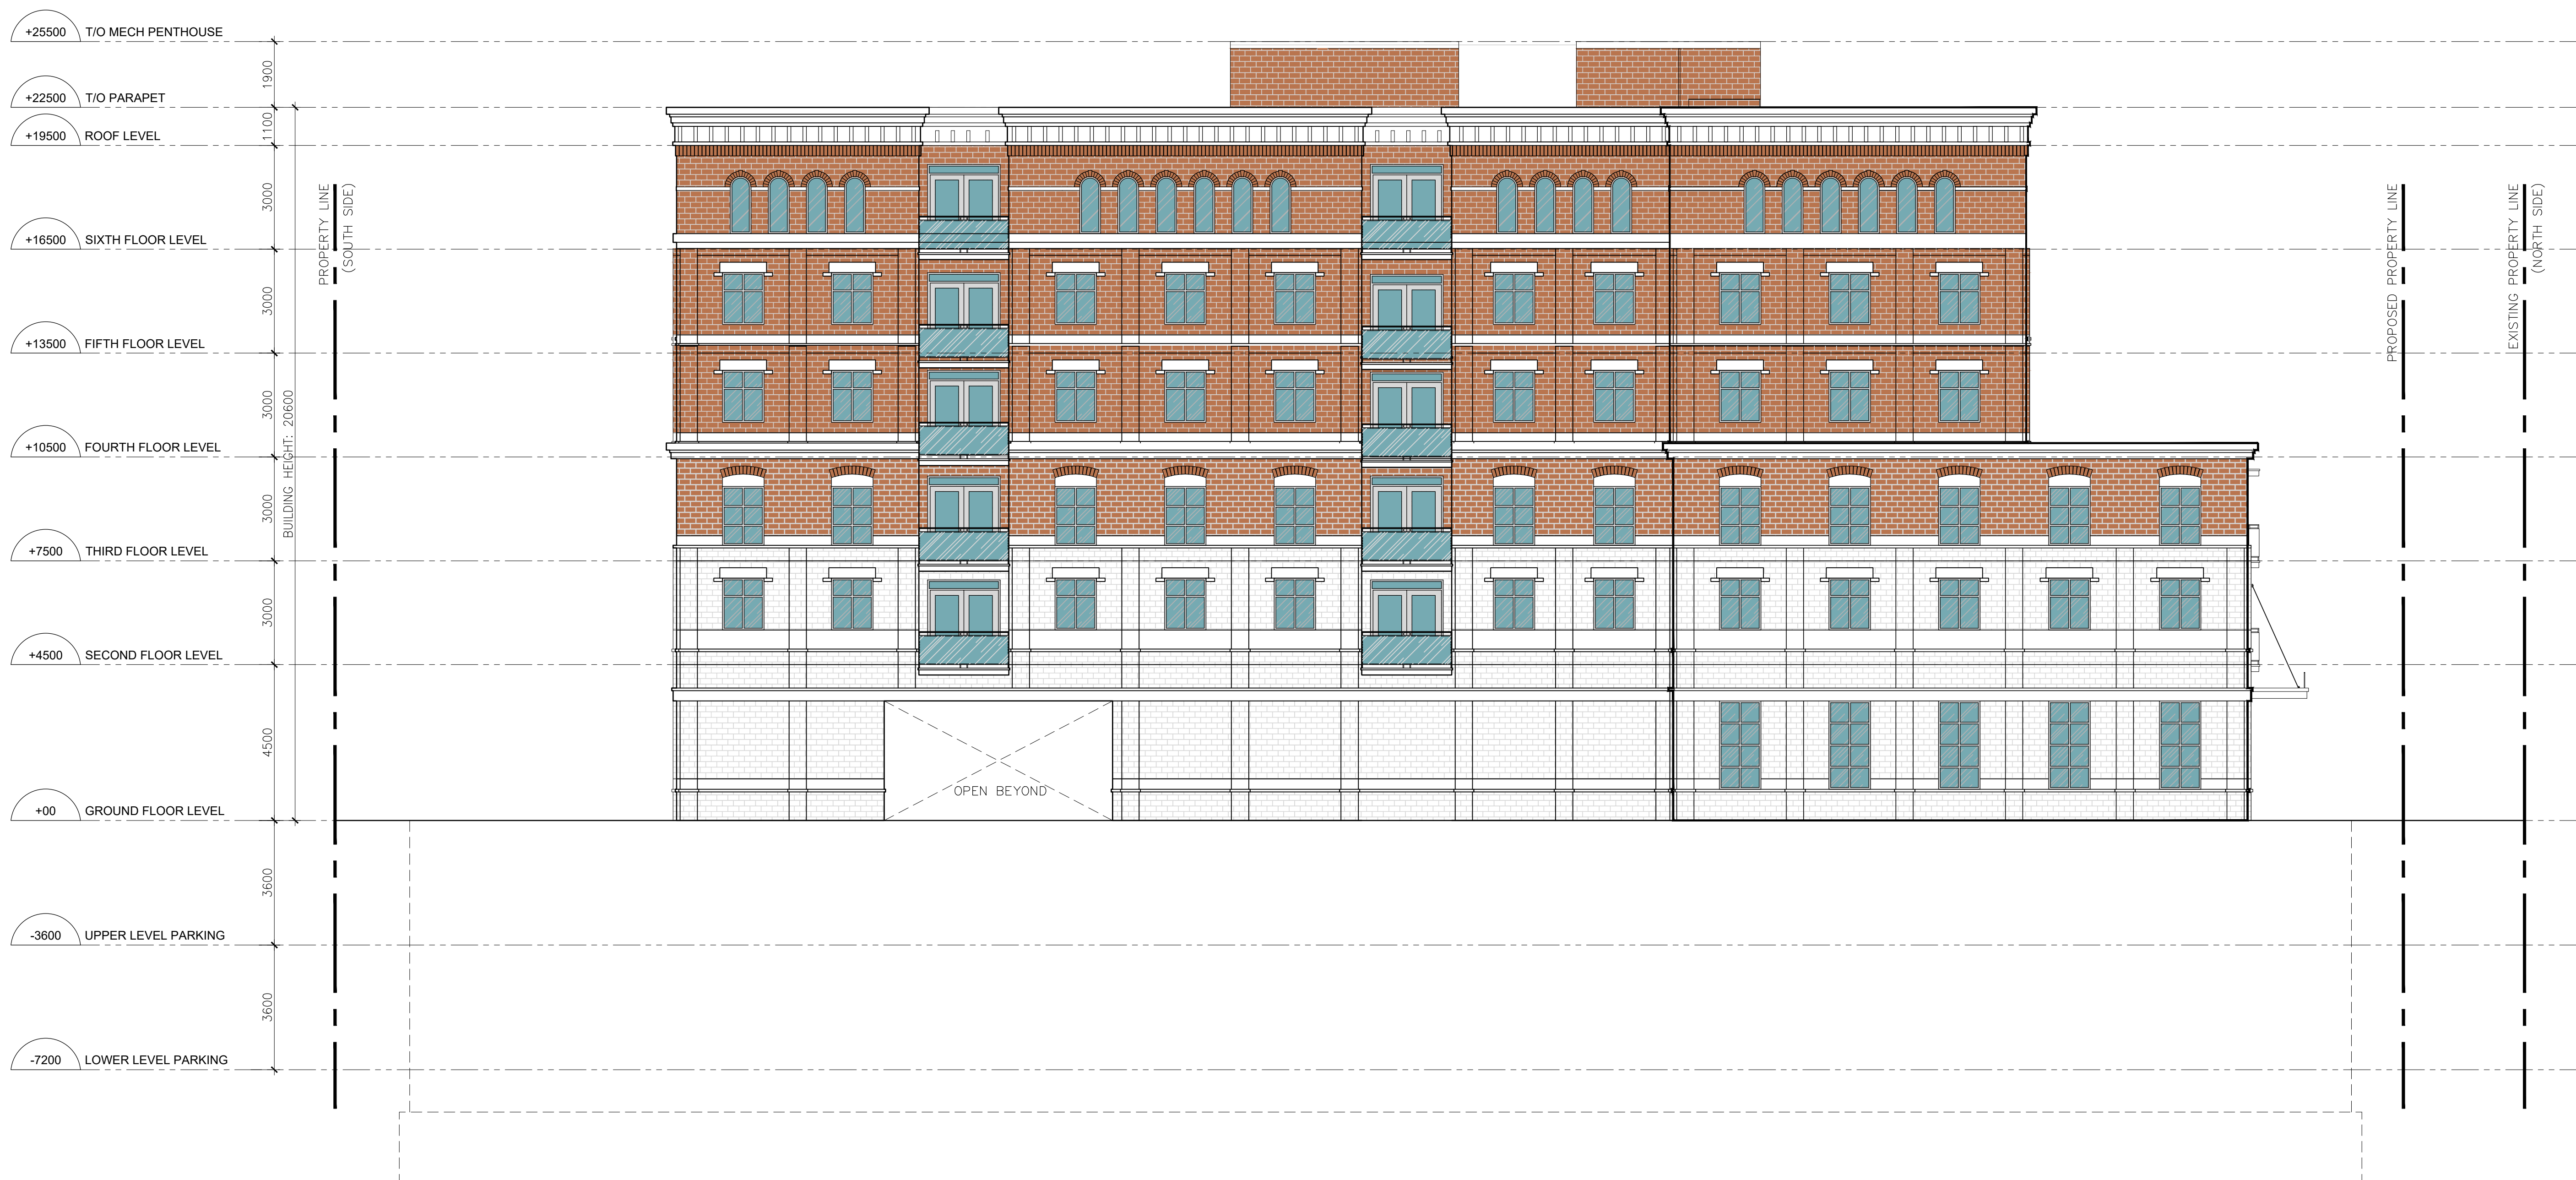 +25500 T/O MECH PENTHOUSE
1900
+22500 T/O PARAPET
1100
+19500 ROOF LEVEL
3000
+16500 SIXTH FLOOR LEVEL
3000
+13500 FIFTH FLOOR LEVEL
3000
+10500 FOURTH FLOOR LEVEL
3000
+7500 THIRD FLOOR LEVEL
3000
+4500 SECOND FLOOR LEVEL
4500
+00 GROUND FLOOR LEVEL
3600
-3600 UPPER LEVEL PARKING
3600
-7200 LOWER LEVEL PARKING
BUILDING HEIGHT: 20600
PROPERTY LINE
(SOUTH SIDE)
OPEN BEYOND
PROPOSED PROPERTY LINE
EXISTING PROPERTY LINE
(NORTH SIDE)